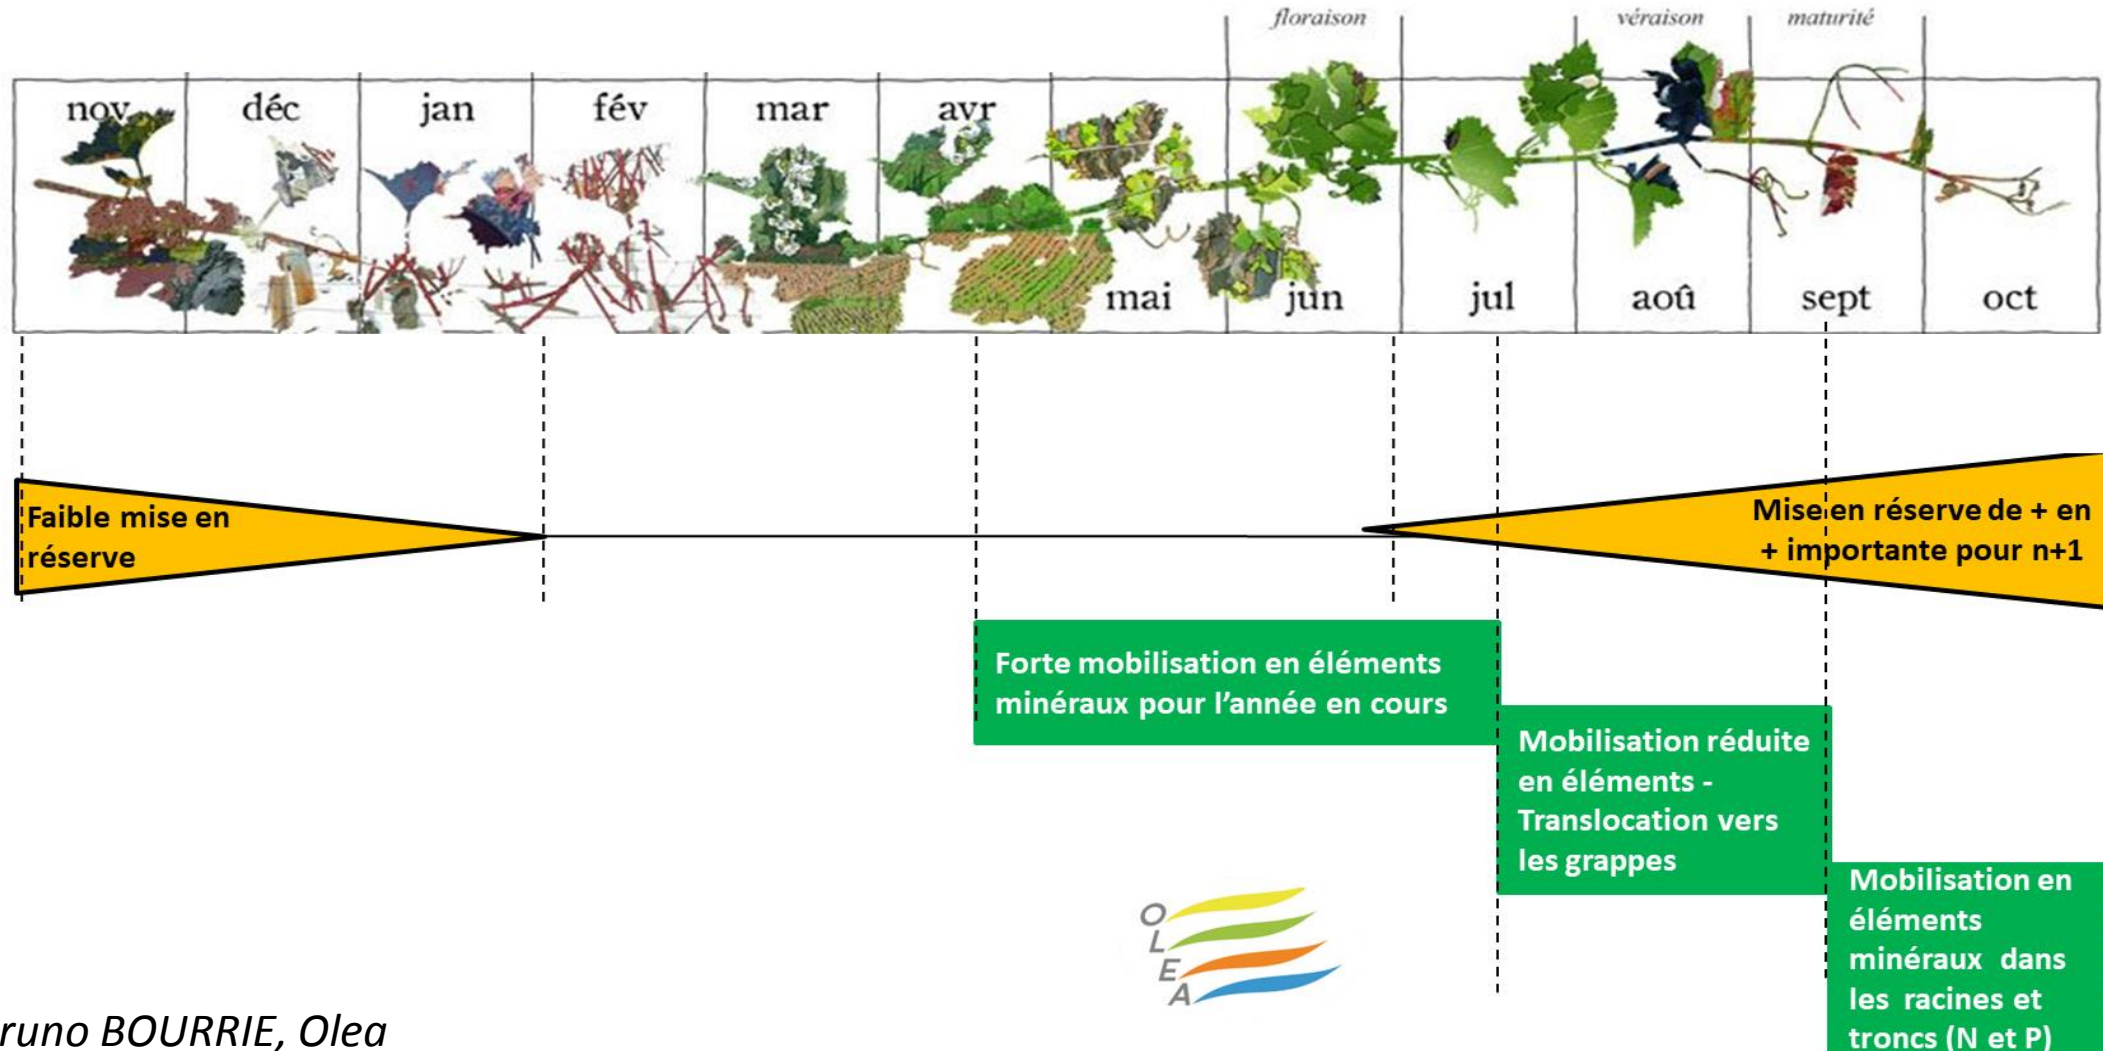 floraison véraison maturité
nov déc jan fév mar avr
mai jun jul aoû sept oct
Faible mise en
réserve
Mise en réserve de + en
+ importante pour n+1
Forte mobilisation en éléments
minéraux pour l’année en cours
Mobilisation réduite
en éléments -
Translocation vers
les grappes
Mobilisation en
éléments
minéraux dans
les racines et
troncs (N et P)
O
L
E
A
runo BOURRIE, Olea